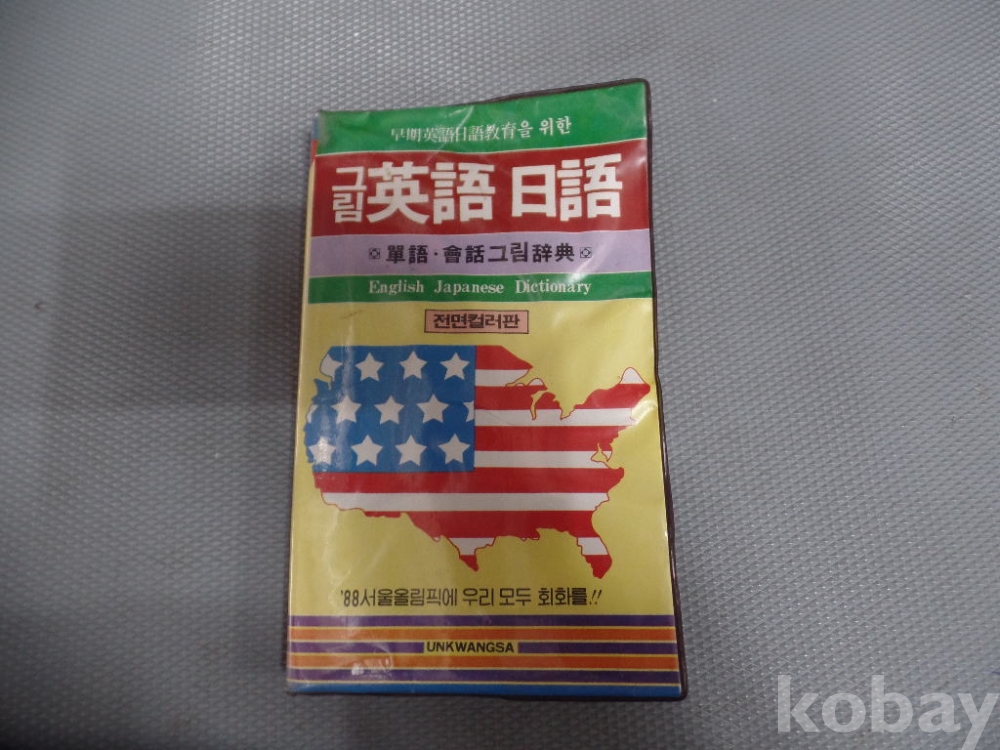 早期英語日語教育을 위한
그림 英語 日語
單語·會話그림辞典
English Japanese Dictionary
전면컬러판
'88서울올림픽에 우리 모두 회화를!!
UNKWANGSA
kobay